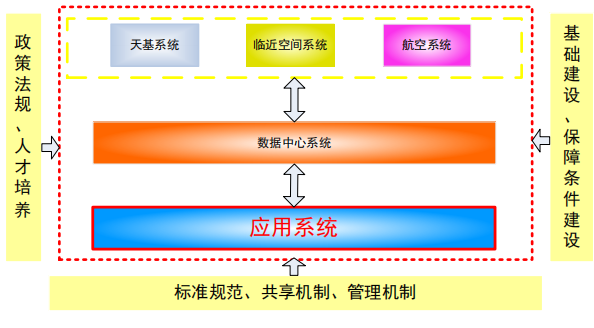 政策法规、人才培养
天基系统
临近空间系统
航空系统
数据中心系统
应用系统
基础建设、保障条件建设
标准规范、共享机制、管理机制